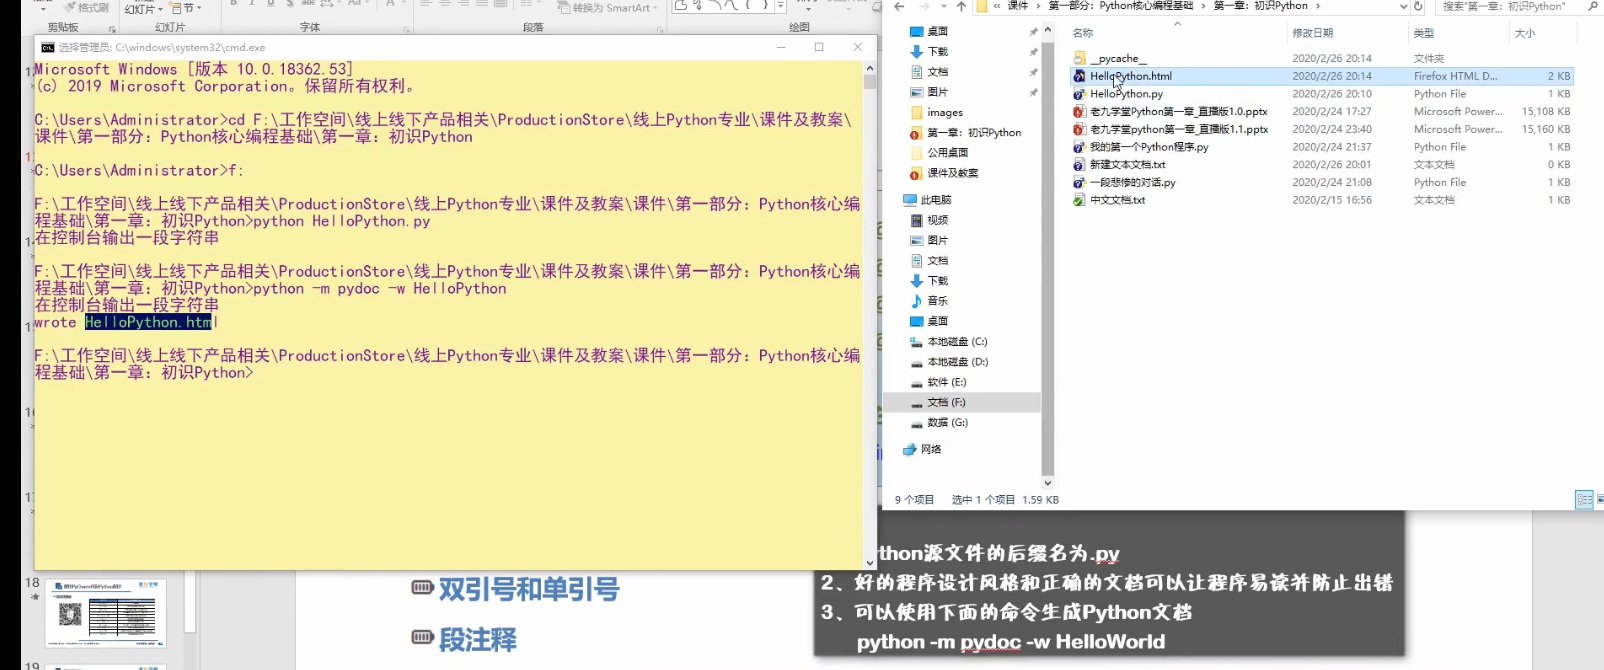 格式刷
幻灯片
节
转换为 SmartArt
剪贴板
幻灯片
字体
段落
绘图
选择管理员: C:\windows\system32\cmd.exe
Microsoft Windows [版本 10.0.18362.53]
(c) 2019 Microsoft Corporation。保留所有权利。
C:\Users\Administrator>cd F:\工作空间\线上线下产品相关\ProductionStore\线上Python专业\课件及教案\
课件\第一部分：Python核心编程基础\第一章：初识Python
C:\Users\Administrator>f:
F:\工作空间\线上线下产品相关\ProductionStore\线上Python专业\课件及教案\课件\第一部分：Python核心编
程基础\第一章：初识Python>python HelloPython.py
在控制台输出一段字符串
F:\工作空间\线上线下产品相关\ProductionStore\线上Python专业\课件及教案\课件\第一部分：Python核心编
程基础\第一章：初识Python>python -m pydoc -w HelloPython
在控制台输出一段字符串
wrote HelloPython.html
F:\工作空间\线上线下产品相关\ProductionStore\线上Python专业\课件及教案\课件\第一部分：Python核心编
程基础\第一章：初识Python>
« 课件 › 第一部分：Python核心编程基础 › 第一章：初识Python ›
搜索"第一章：初识Python"
桌面
下载
文档
图片
images
第一章：初识Python
公用桌面
课件及教案
此电脑
视频
图片
文档
下载
音乐
桌面
本地磁盘 (C:)
本地磁盘 (D:)
软件 (E:)
文档 (F:)
数据 (G:)
网络
名称 修改日期 类型 大小
__pycache__ 2020/2/26 20:14 文件夹
HelloPython.html 2020/2/26 20:14 Firefox HTML D... 2 KB
HelloPython.py 2020/2/26 20:10 Python File 1 KB
老九学堂Python第一章_直播版1.0.pptx 2020/2/24 17:27 Microsoft Power... 15,108 KB
老九学堂python第一章_直播版1.1.pptx 2020/2/24 23:40 Microsoft Power... 15,160 KB
我的第一个Python程序.py 2020/2/24 21:37 Python File 1 KB
新建文本文档.txt 2020/2/26 20:01 文本文档 0 KB
一段悲惨的对话.py 2020/2/24 21:08 Python File 1 KB
中文文档.txt 2020/2/15 16:56 文本文档 1 KB
9 个项目 选中 1 个项目 1.59 KB
thon源文件的后缀名为.py
2、好的程序设计风格和正确的文档可以让程序易读并防止出错
3、可以使用下面的命令生成Python文档
python -m pydoc -w HelloWorld
双引号和单引号
段注释
18
19